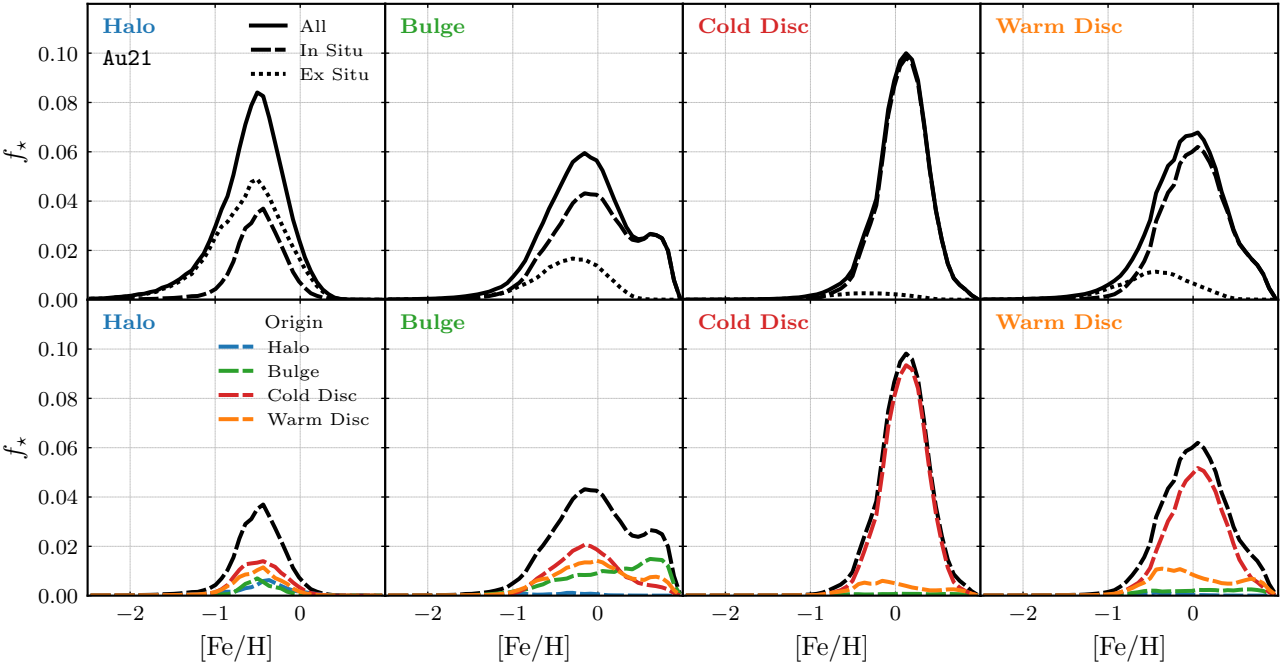 Halo
Au21
All
In Situ
Ex Situ
Bulge
Cold Disc
Warm Disc
f⋆
0.10
0.08
0.06
0.04
0.02
0.00
Halo
Origin
Halo
Bulge
Cold Disc
Warm Disc
Bulge
Cold Disc
Warm Disc
f⋆
0.10
0.08
0.06
0.04
0.02
0.00
−2 −1 0
−2 −1 0
−2 −1 0
−2 −1 0
[Fe/H]
[Fe/H]
[Fe/H]
[Fe/H]